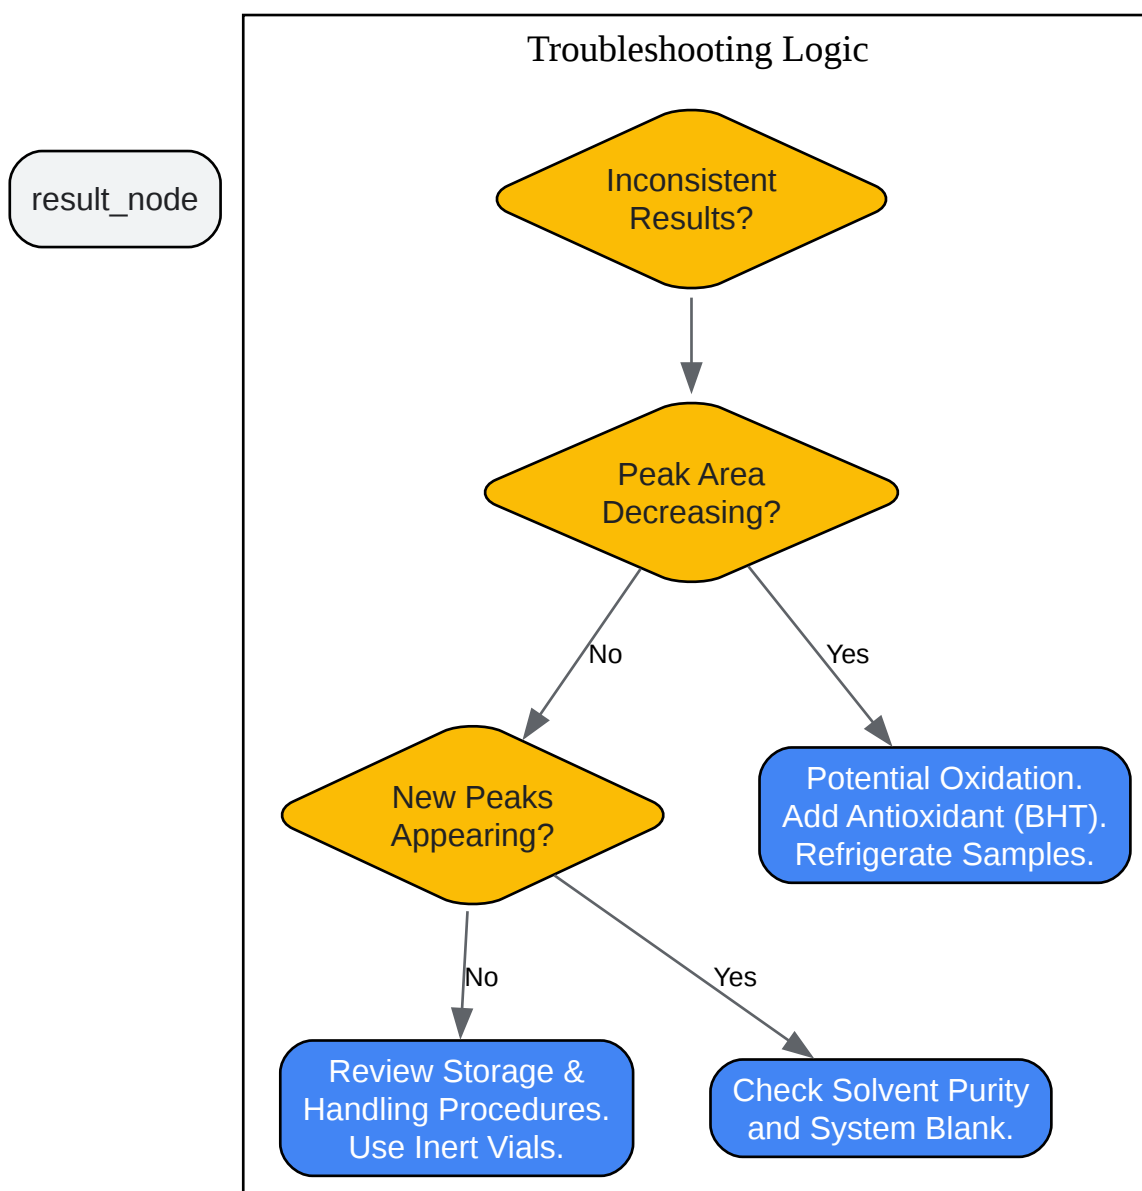 Troubleshooting Logic
result_node
Inconsistent
Results?
Peak Area
Decreasing?
No
Yes
New Peaks
Appearing?
Potential Oxidation.
Add Antioxidant (BHT).
Refrigerate Samples.
No
Yes
Review Storage &
Handling Procedures.
Use Inert Vials.
Check Solvent Purity
and System Blank.